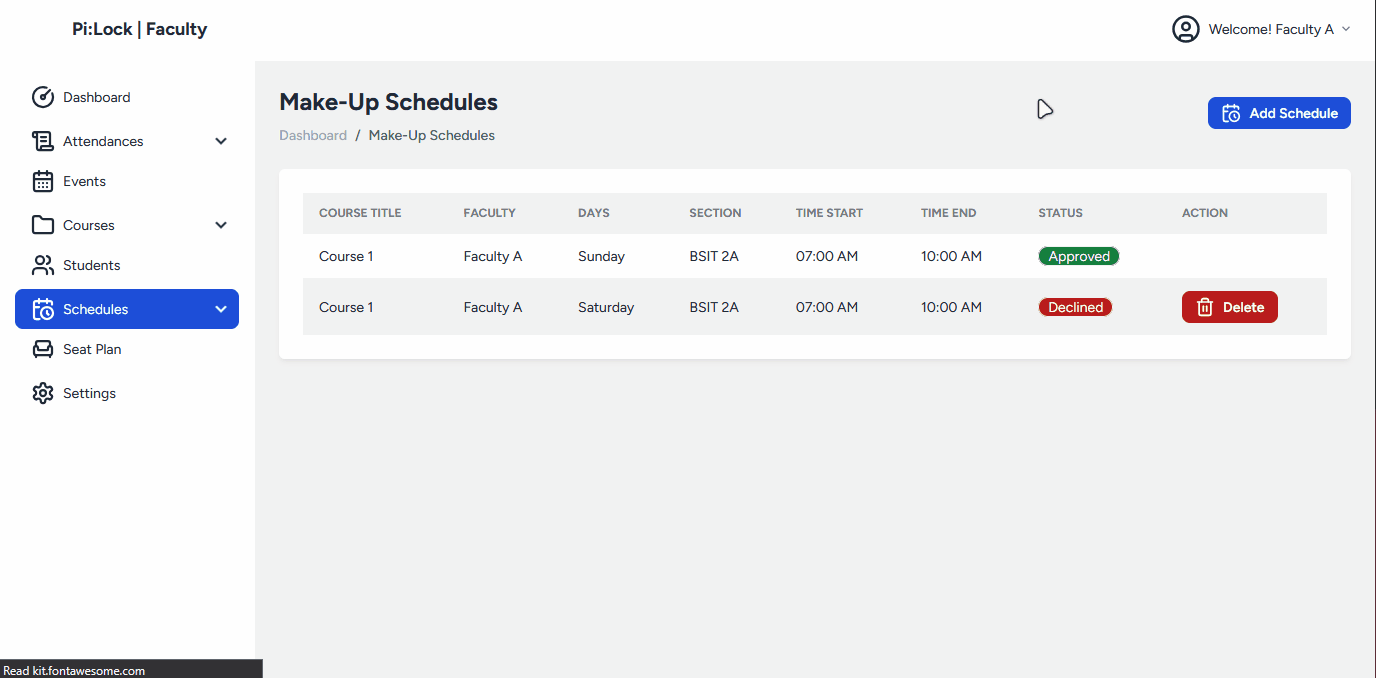 Pi:Lock | Faculty
Welcome! Faculty A
Dashboard
Attendances
Events
Courses
Students
Schedules
Seat Plan
Settings
Make-Up Schedules
Dashboard / Make-Up Schedules
Add Schedule
COURSE TITLE FACULTY DAYS SECTION TIME START TIME END STATUS ACTION
Course 1 Faculty A Sunday BSIT 2A 07:00 AM 10:00 AM Approved
Course 1 Faculty A Saturday BSIT 2A 07:00 AM 10:00 AM Declined Delete
Read kit.fontawesome.com